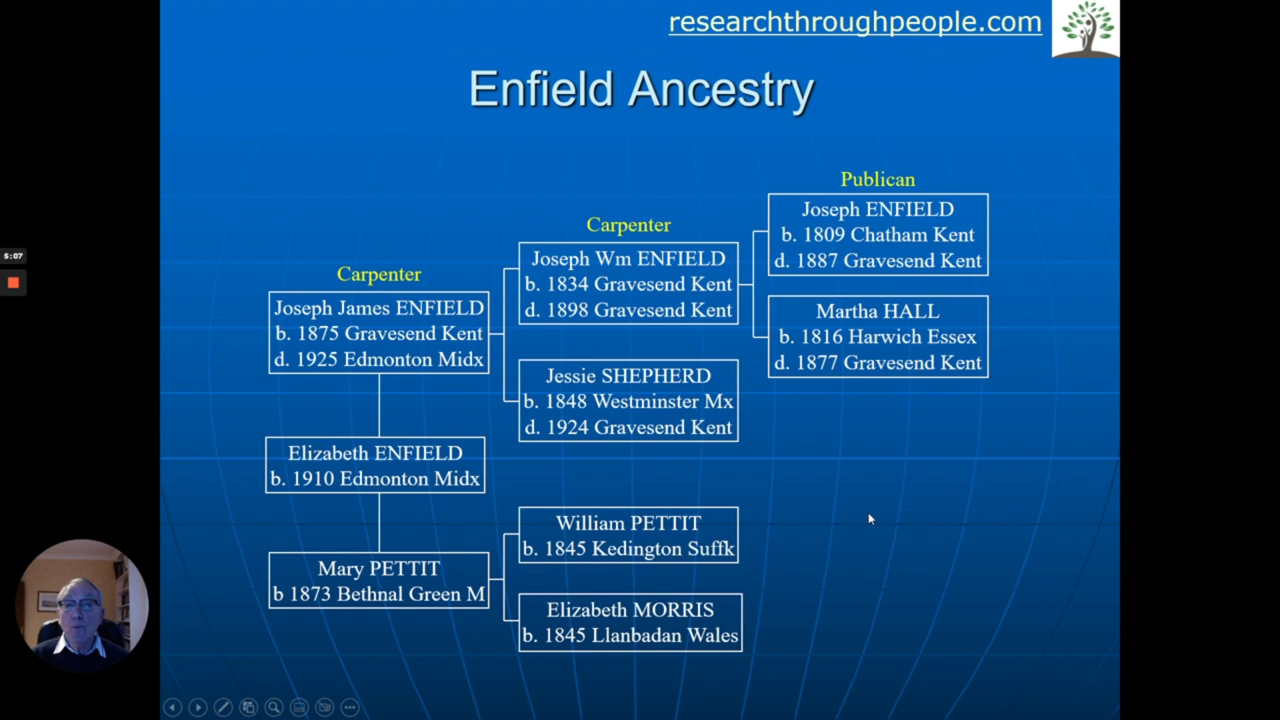 researchthroughpeople.com
Enfield Ancestry
Publican
Joseph ENFIELD
b. 1809 Chatham Kent
d. 1887 Gravesend Kent
Carpenter
Joseph Wm ENFIELD
b. 1834 Gravesend Kent
d. 1898 Gravesend Kent
Martha HALL
b. 1816 Harwich Essex
d. 1877 Gravesend Kent
5:07
Carpenter
Joseph James ENFIELD
b. 1875 Gravesend Kent
d. 1925 Edmonton Midx
Jessie SHEPHERD
b. 1848 Westminster Mx
d. 1924 Gravesend Kent
Elizabeth ENFIELD
b. 1910 Edmonton Midx
William PETTIT
b. 1845 Kedington Suffk
Mary PETTIT
b 1873 Bethnal Green M
Elizabeth MORRIS
b. 1845 Llanbadan Wales